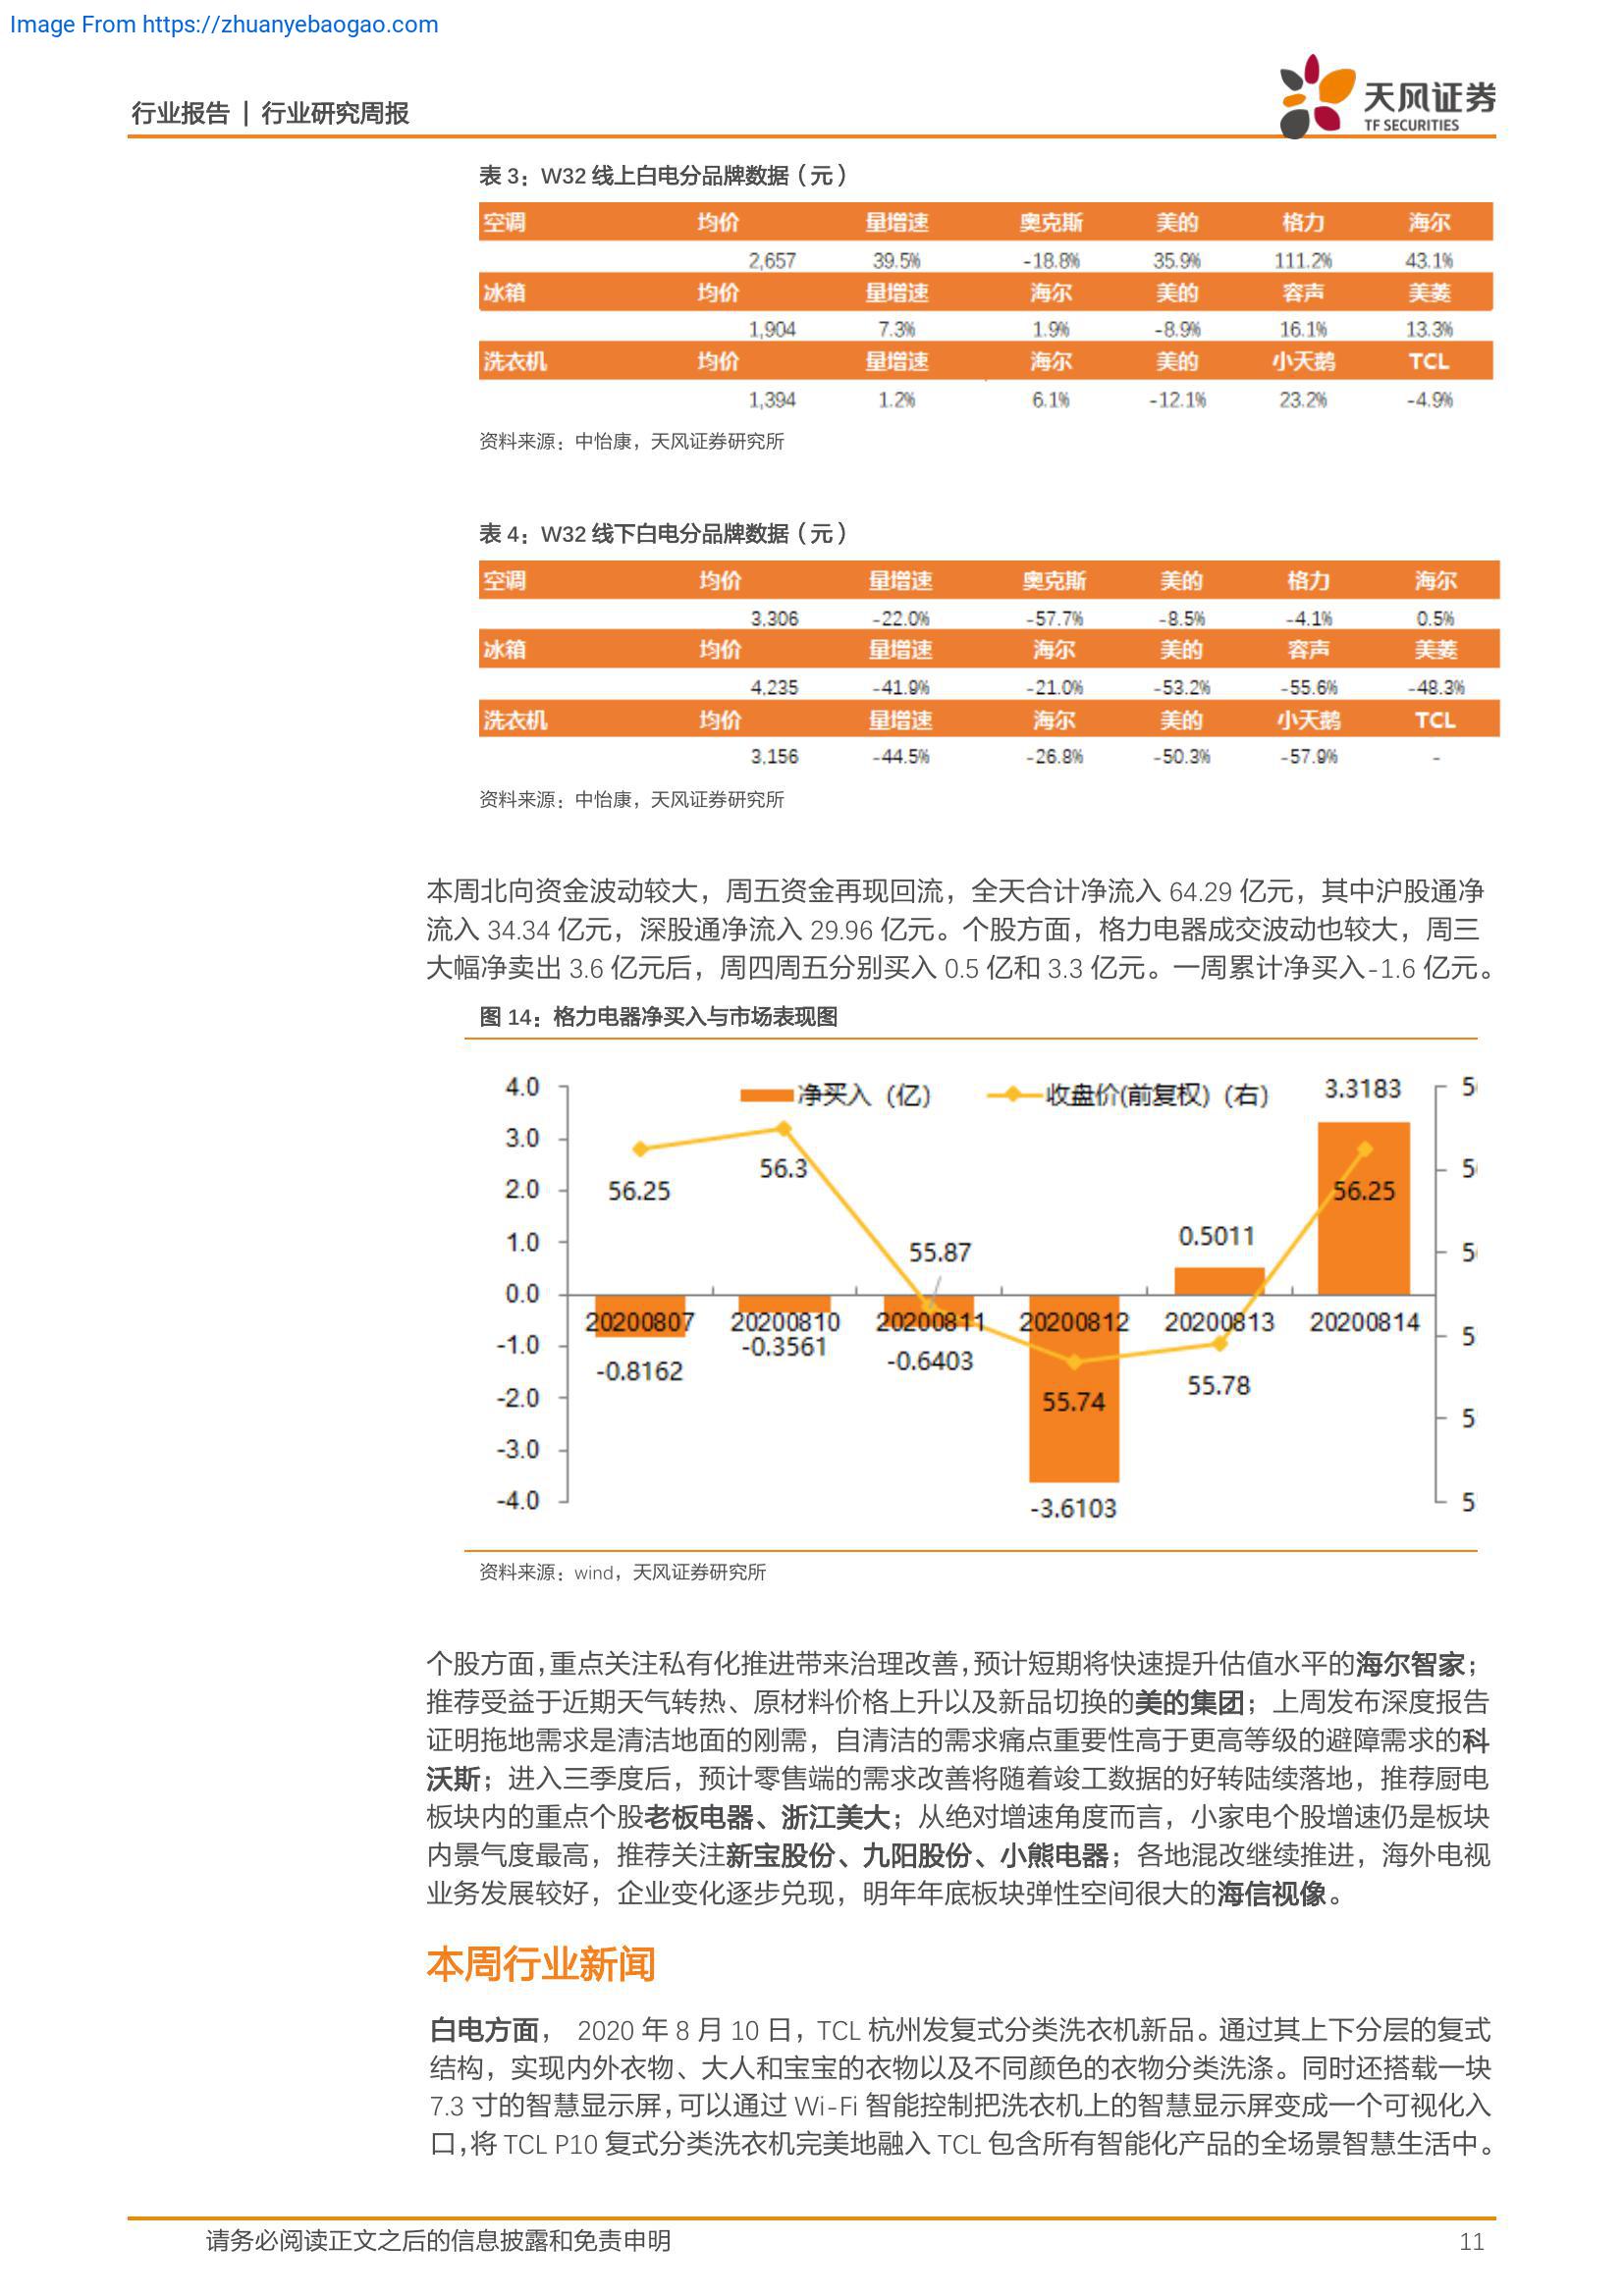 Image From https://zhuanyebaogao.com
行业报告 | 行业研究周报
天风证券
TF SECURITIES
表 3：W32 线上白电分品牌数据（元）
空调 均价 量增速 奥克斯 美的 格力 海尔
2,657 39.5% -18.8% 35.9% 111.2% 43.1%
冰箱 均价 量增速 海尔 美的 容声 美菱
1,904 7.3% 1.9% -8.9% 16.1% 13.3%
洗衣机 均价 量增速 海尔 美的 小天鹅 TCL
1,394 1.2% 6.1% -12.1% 23.2% -4.9%
资料来源：中怡康，天风证券研究所
表 4：W32 线下白电分品牌数据（元）
空调 均价 量增速 奥克斯 美的 格力 海尔
3,306 -22.0% -57.7% -8.5% -4.1% 0.5%
冰箱 均价 量增速 海尔 美的 容声 美菱
4,235 -41.9% -21.0% -53.2% -55.6% -48.3%
洗衣机 均价 量增速 海尔 美的 小天鹅 TCL
3,156 -44.5% -26.8% -50.3% -57.9% -
资料来源：中怡康，天风证券研究所
本周北向资金波动较大，周五资金再现回流，全天合计净流入 64.29 亿元，其中沪股通净
流入 34.34 亿元，深股通净流入 29.96 亿元。个股方面，格力电器成交波动也较大，周三
大幅净卖出 3.6 亿元后，周四周五分别买入 0.5 亿和 3.3 亿元。一周累计净买入-1.6 亿元。
图 14：格力电器净买入与市场表现图
净买入（亿） 收盘价(前复权)（右）
4.0
3.0
2.0
1.0
0.0
-1.0
-2.0
-3.0
-4.0
56.25
56.3
55.87
55.74
55.78
56.25
-0.8162
-0.3561
-0.6403
-3.6103
0.5011
3.3183
20200807 20200810 20200811 20200812 20200813 20200814
5
5
5
5
5
5
资料来源：wind，天风证券研究所
个股方面，重点关注私有化推进带来治理改善，预计短期将快速提升估值水平的海尔智家；
推荐受益于近期天气转热、原材料价格上升以及新品切换的美的集团；上周发布深度报告
证明拖地需求是清洁地面的刚需，自清洁的需求痛点重要性高于更高等级的避障需求的科
沃斯；进入三季度后，预计零售端的需求改善将随着竣工数据的好转陆续落地，推荐厨电
板块内的重点个股老板电器、浙江美大；从绝对增速角度而言，小家电个股增速仍是板块
内景气度最高，推荐关注新宝股份、九阳股份、小熊电器；各地混改继续推进，海外电视
业务发展较好，企业变化逐步兑现，明年年底板块弹性空间很大的海信视像。
本周行业新闻
白电方面， 2020 年 8 月 10 日，TCL 杭州发复式分类洗衣机新品。通过其上下分层的复式
结构，实现内外衣物、大人和宝宝的衣物以及不同颜色的衣物分类洗涤。同时还搭载一块
7.3 寸的智慧显示屏，可以通过 Wi-Fi 智能控制把洗衣机上的智慧显示屏变成一个可视化入
口，将 TCL P10 复式分类洗衣机完美地融入 TCL 包含所有智能化产品的全场景智慧生活中。
请务必阅读正文之后的信息披露和免责申明 11